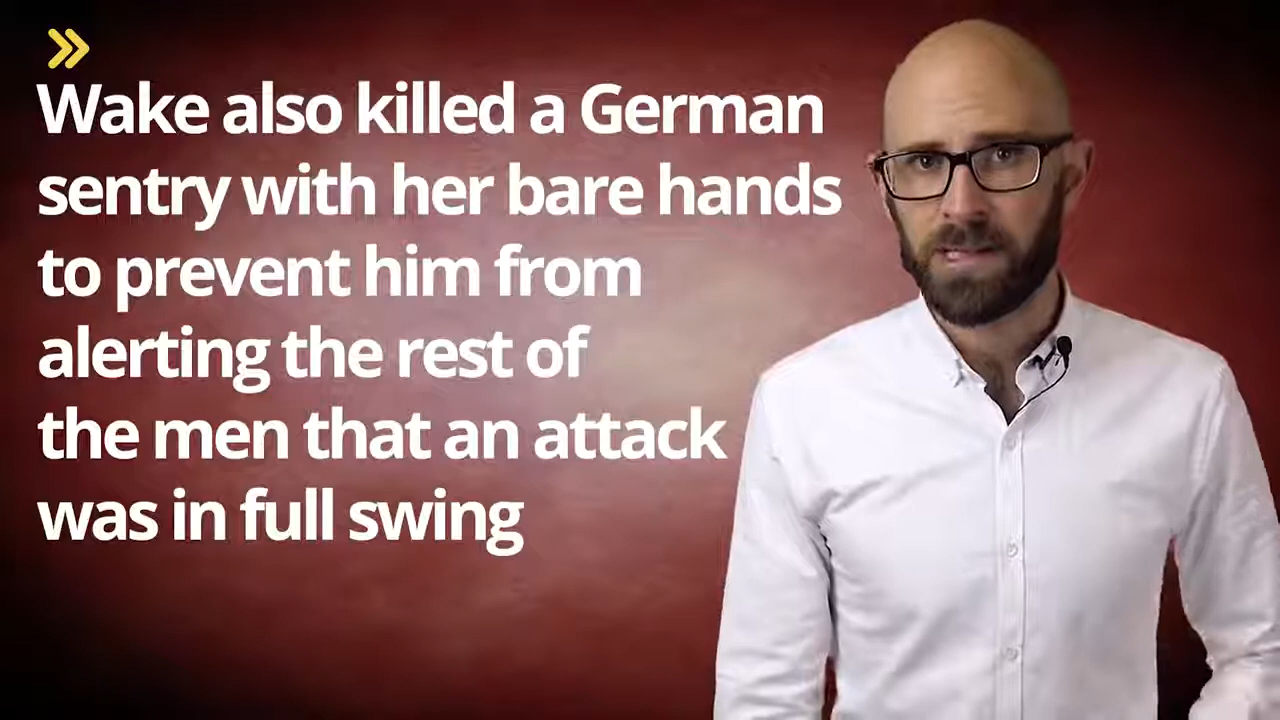 Wake also killed a German
sentry with her bare hands
to prevent him from
alerting the rest of
the men that an attack
was in full swing